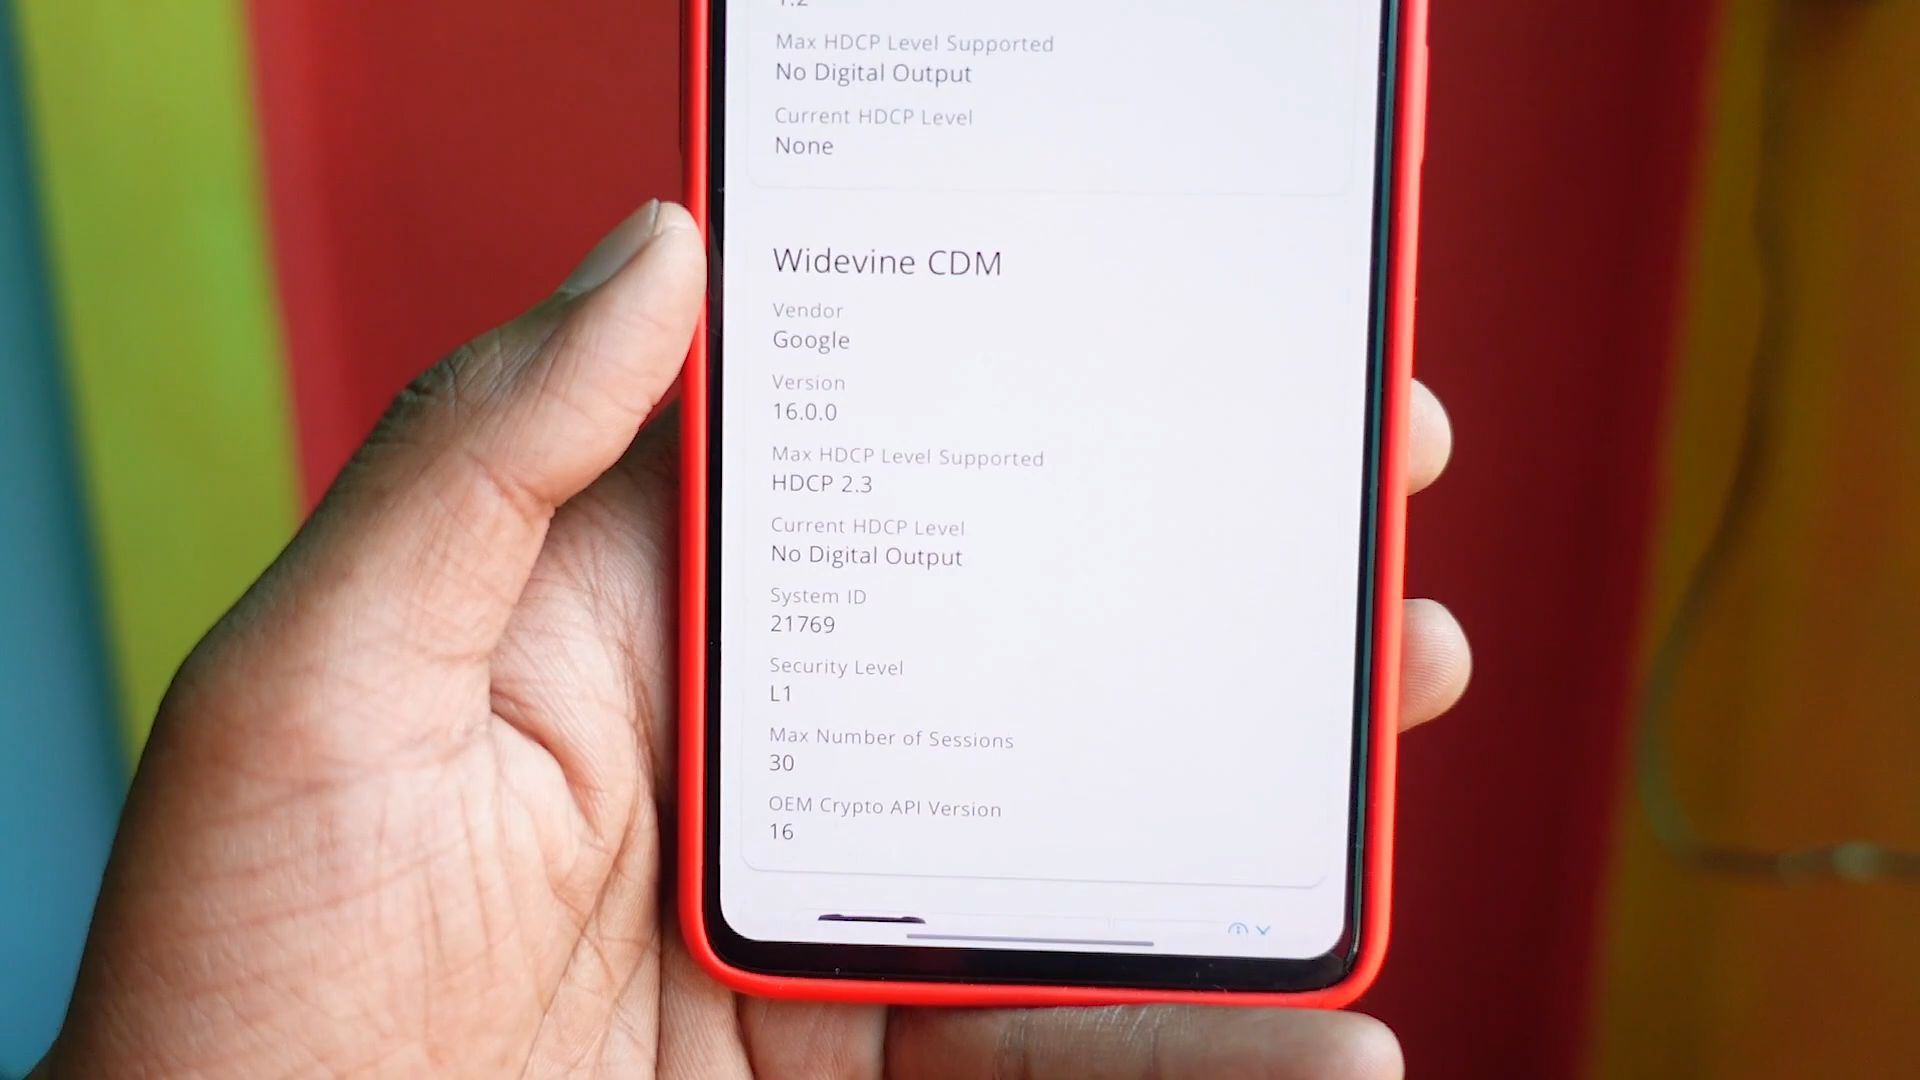 Max HDCP Level Supported
No Digital Output
Current HDCP Level
None
Widevine CDM
Vendor
Google
Version
16.0.0
Max HDCP Level Supported
HDCP 2.3
Current HDCP Level
No Digital Output
System ID
21769
Security Level
L1
Max Number of Sessions
30
OEM Crypto API Version
16